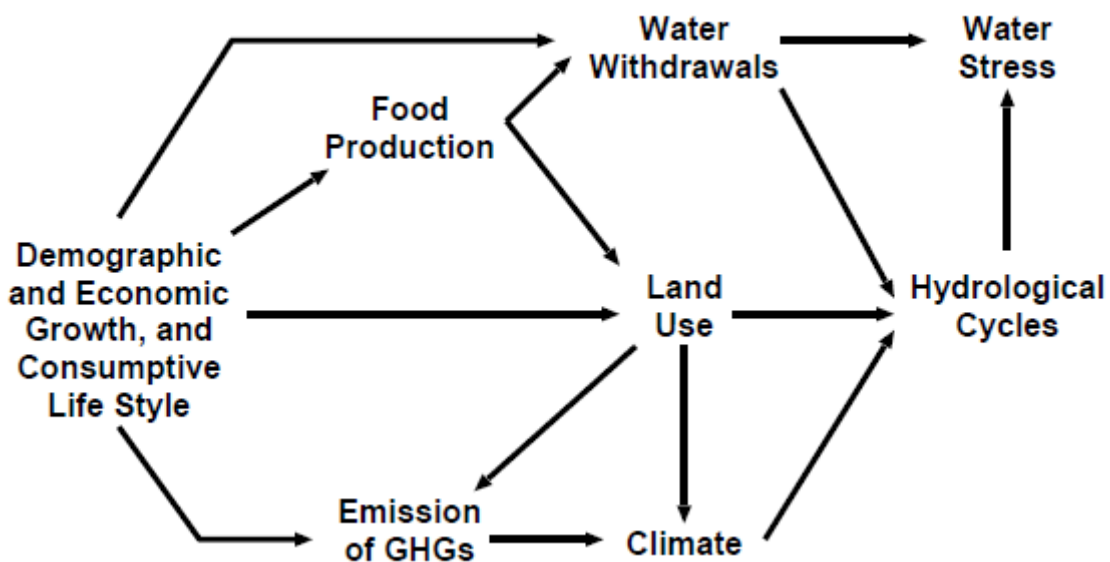 Water
Withdrawals
Water
Stress
Food
Production
Demographic
and Economic
Growth, and
Consumptive
Life Style
Land
Use
Hydrological
Cycles
Emission
of GHGs
Climate